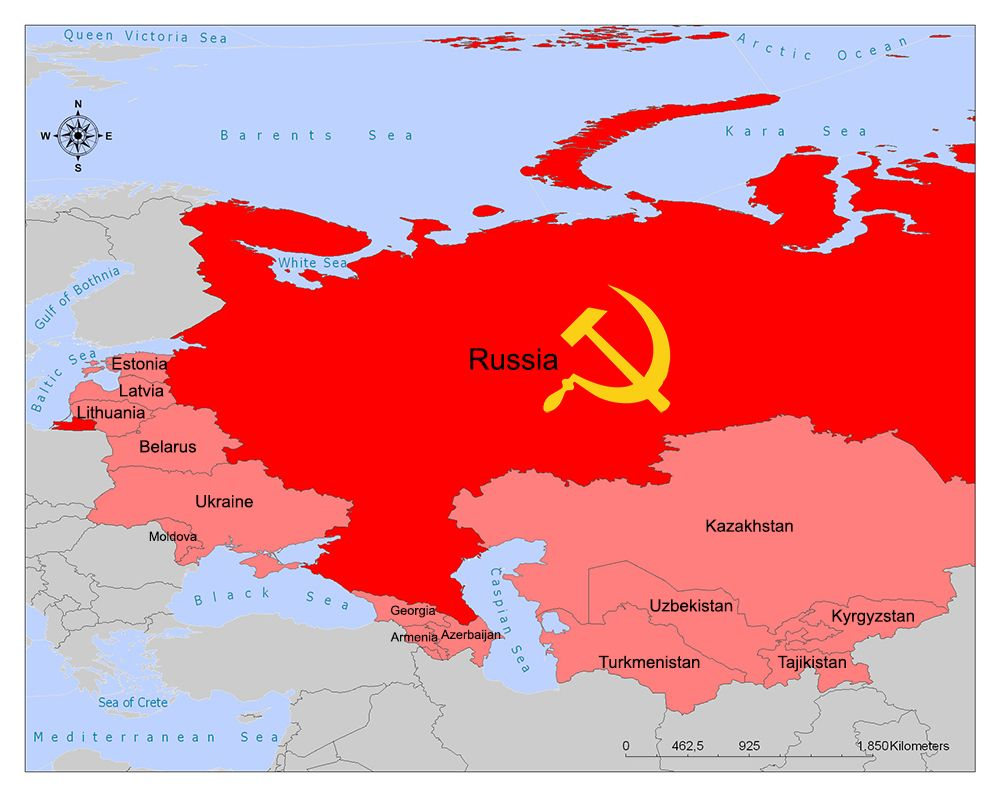 Queen Victoria Sea
Arctic Ocean
N
W E
S
Barents Sea
Kara Sea
White Sea
Gulf of Bothnia
Baltic Sea
Russia
Estonia
Latvia
Lithuania
Belarus
Ukraine
Moldova
Kazakhstan
Black Sea
Caspian Sea
Georgia
Armenia
Azerbaijan
Uzbekistan
Kyrgyzstan
Turkmenistan
Tajikistan
Sea of Crete
Mediterranean Sea
0 462,5 925 1,850 Kilometers